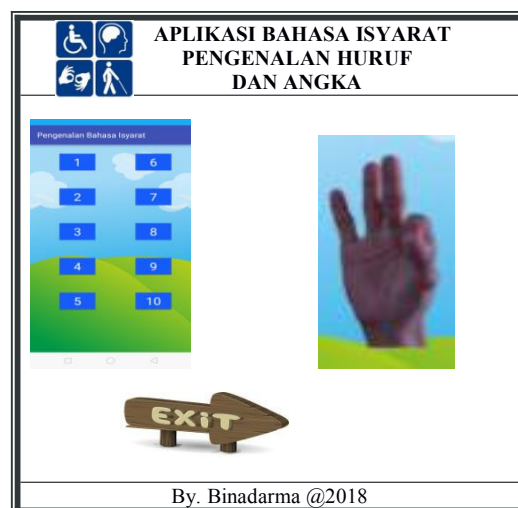 APLIKASI BAHASA ISYARAT
PENGENALAN HURUF
DAN ANGKA
Pengenalan Bahasa Isyarat
1 6
2 7
3 8
4 9
5 10
EXiT
By. Binadarma @2018